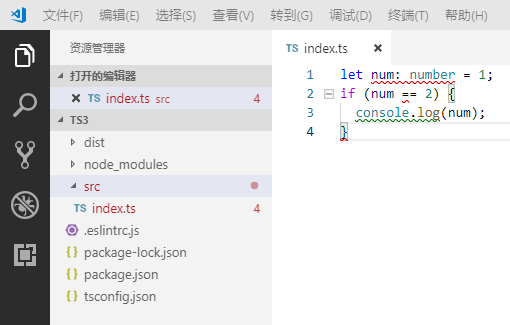 文件(F) 编辑(E) 选择(S) 查看(V) 转到(G) 调试(D) 终端(T) 帮助(H)
资源管理器
打开的编辑器
TS index.ts src 4
TS3
dist
node_modules
src
TS index.ts 4
.eslintrc.js
{} package-lock.json
{} package.json
{} tsconfig.json
index.ts
1 let num: number = 1;
2 if (num == 2) {
3 console.log(num);
4 }